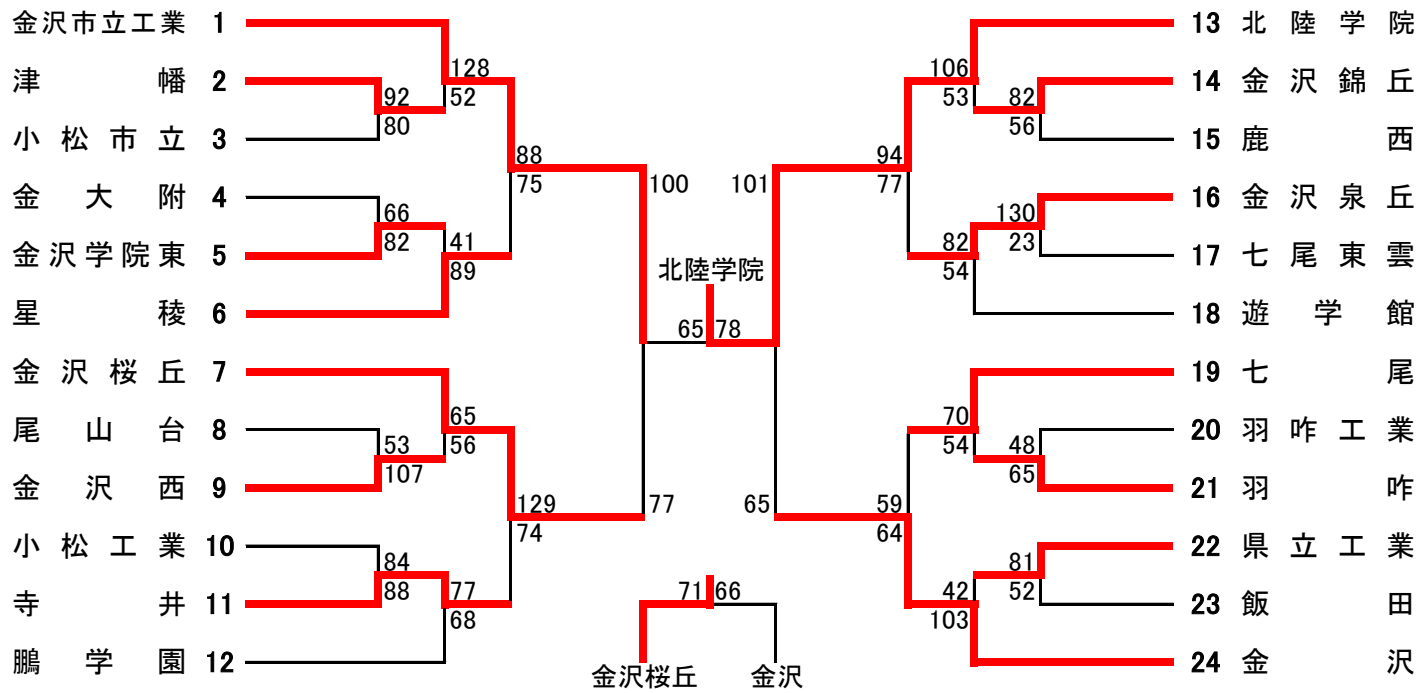 金沢市立工業 1
津幡 2
小松市立 3
金大附 4
金沢学院東 5
星稜 6
金沢桜丘 7
尾山台 8
金沢西 9
小松工業 10
寺井 11
鵬学園 12
92
80
66
82
53
107
84
88
128
52
41
89
65
56
77
68
88
75
129
74
100
77
北陸学院
65 78
101
65
71 66
金沢桜丘 金沢
94
77
59
64
106
53
82
54
70
54
42
103
82
56
130
23
48
65
81
52
13 北陸学院
14 金沢錦丘
15 鹿西
16 金沢泉丘
17 七尾東雲
18 遊学館
19 七尾
20 羽咋工業
21 羽咋
22 県立工業
23 飯田
24 金沢